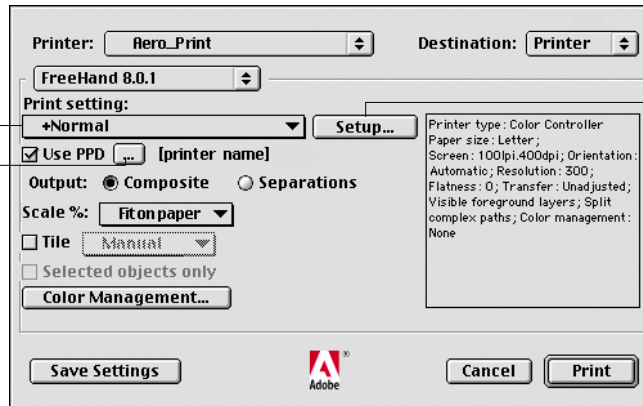 Printer: Aero_Print Destination: Printer
FreeHand 8.0.1
Print setting:
+Normal Setup...
Use PPD ... [printer name]
Output: Composite Separations
Scale %: Fit on paper
Tile Manual
Selected objects only
Color Management...
Printer type: Color Controller
Paper size: Letter;
Screen: 100lpi.400dpi; Orientation:
Automatic; Resolution: 300;
Flatness: 0; Transfer: Unadjusted;
Visible foreground layers; Split
complex paths; Color management:
None
Save Settings Adobe ® Cancel Print